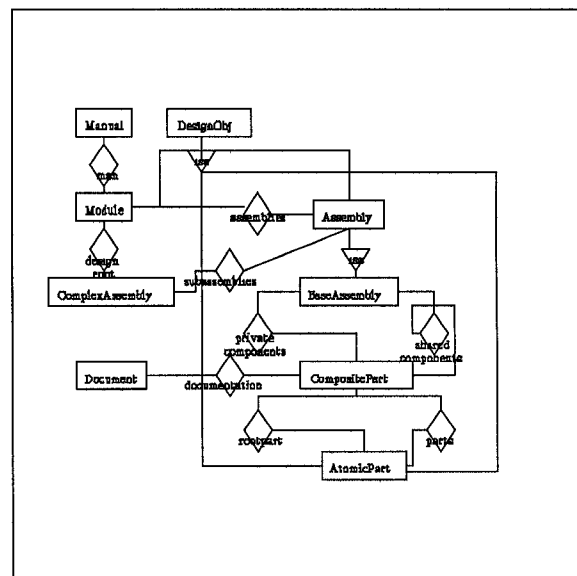 Manual
DesignObj
isa
man
Module
assemblies
Assembly
design
root
isa
subassemblies
ComplexAssembly
BaseAssembly
private
components
shared
components
Document
documentation
CompositePart
rootpart
parts
AtomicPart